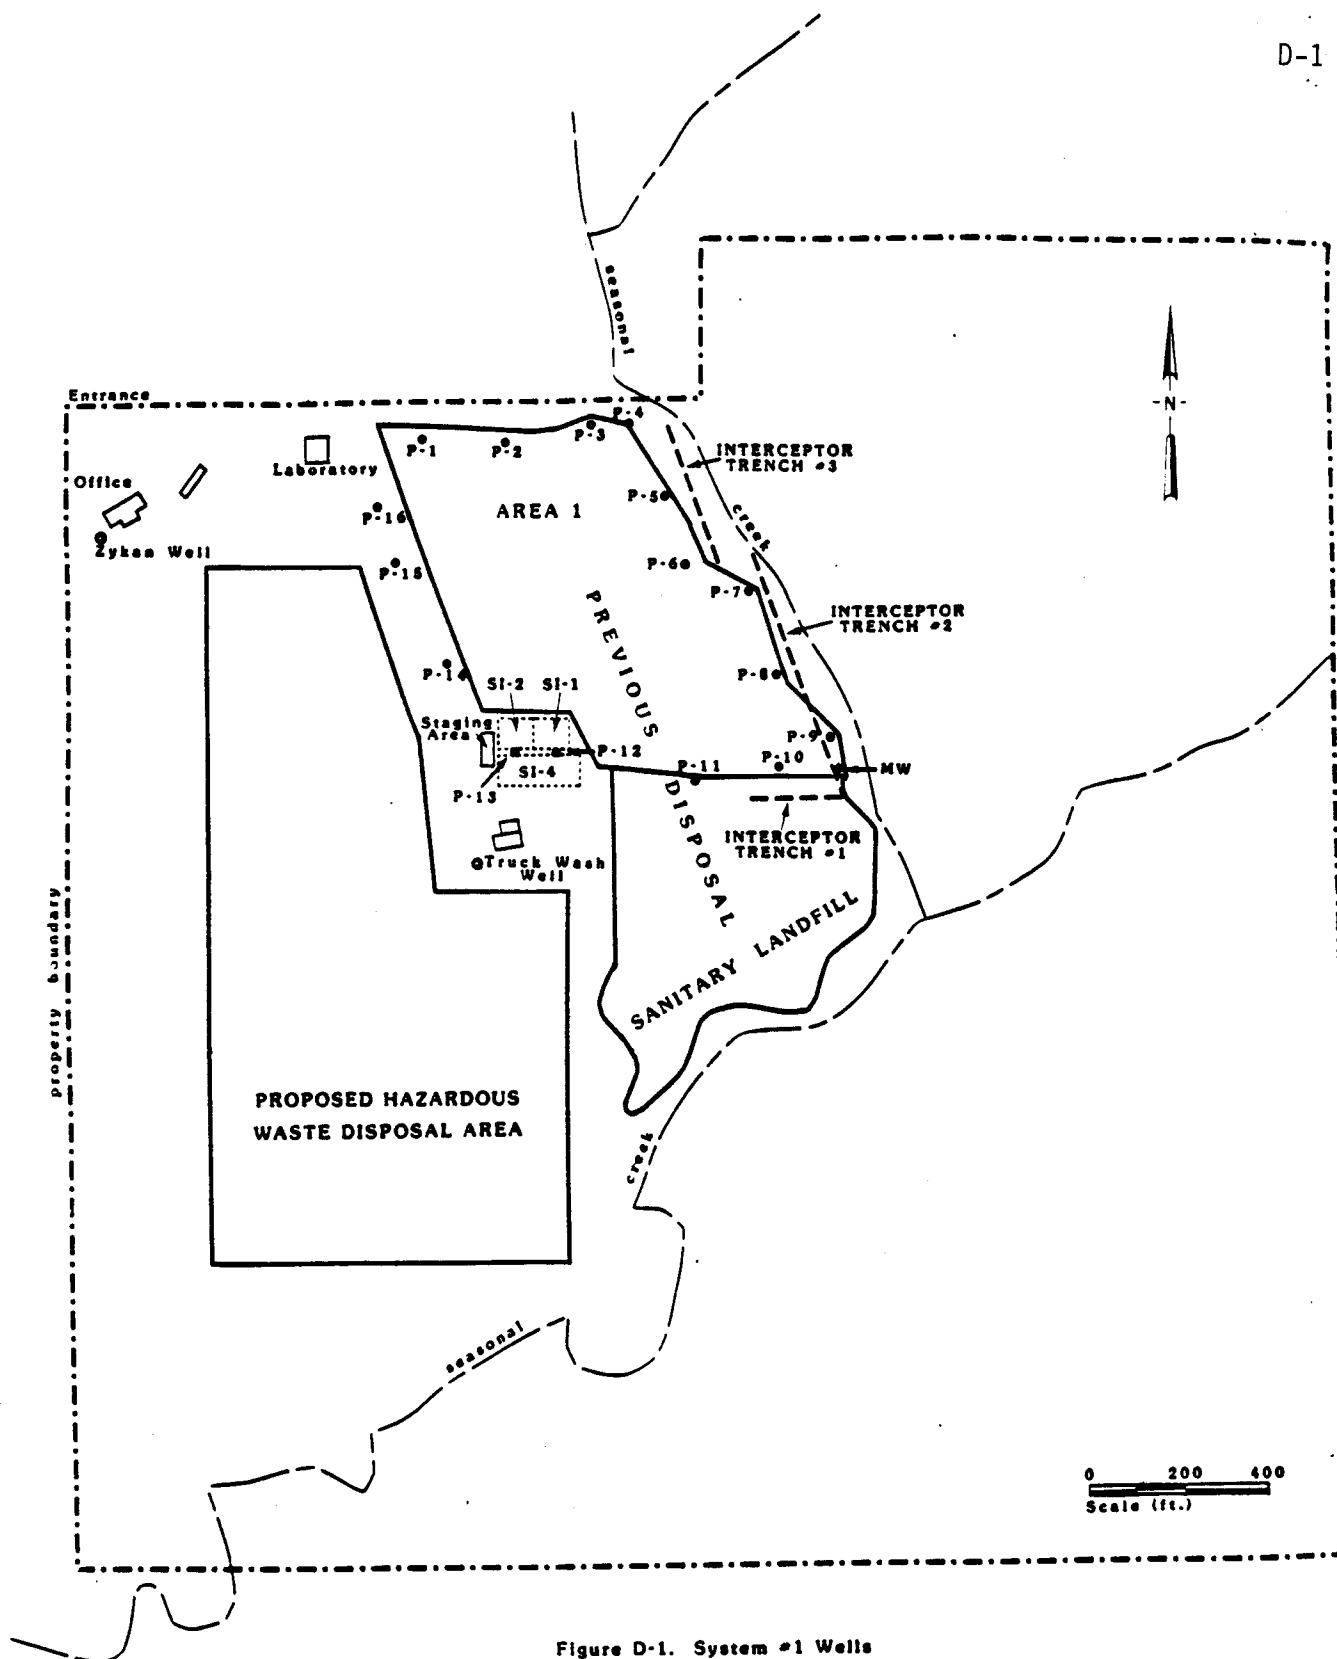 D-1
seasonal
Entrance
P-4
P-1
P-2
P-3
-N-
INTERCEPTOR
TRENCH #3
Laboratory
Office
P-5
AREA 1
P-16
creek
Zykan Well
P-15
P-6
P-7
PREVIOUS
INTERCEPTOR
TRENCH #2
P-14
SI-2
SI-1
P-8
Staging
Area
P-9
P-12
P-10
MW
P-11
SI-4
P-13
DISPOSAL
INTERCEPTOR
TRENCH #1
Truck Wash
Well
property boundary
SANITARY LANDFILL
PROPOSED HAZARDOUS
WASTE DISPOSAL AREA
creek
seasonal
0 200 400
Scale (ft.)
Figure D-1. System #1 Wells